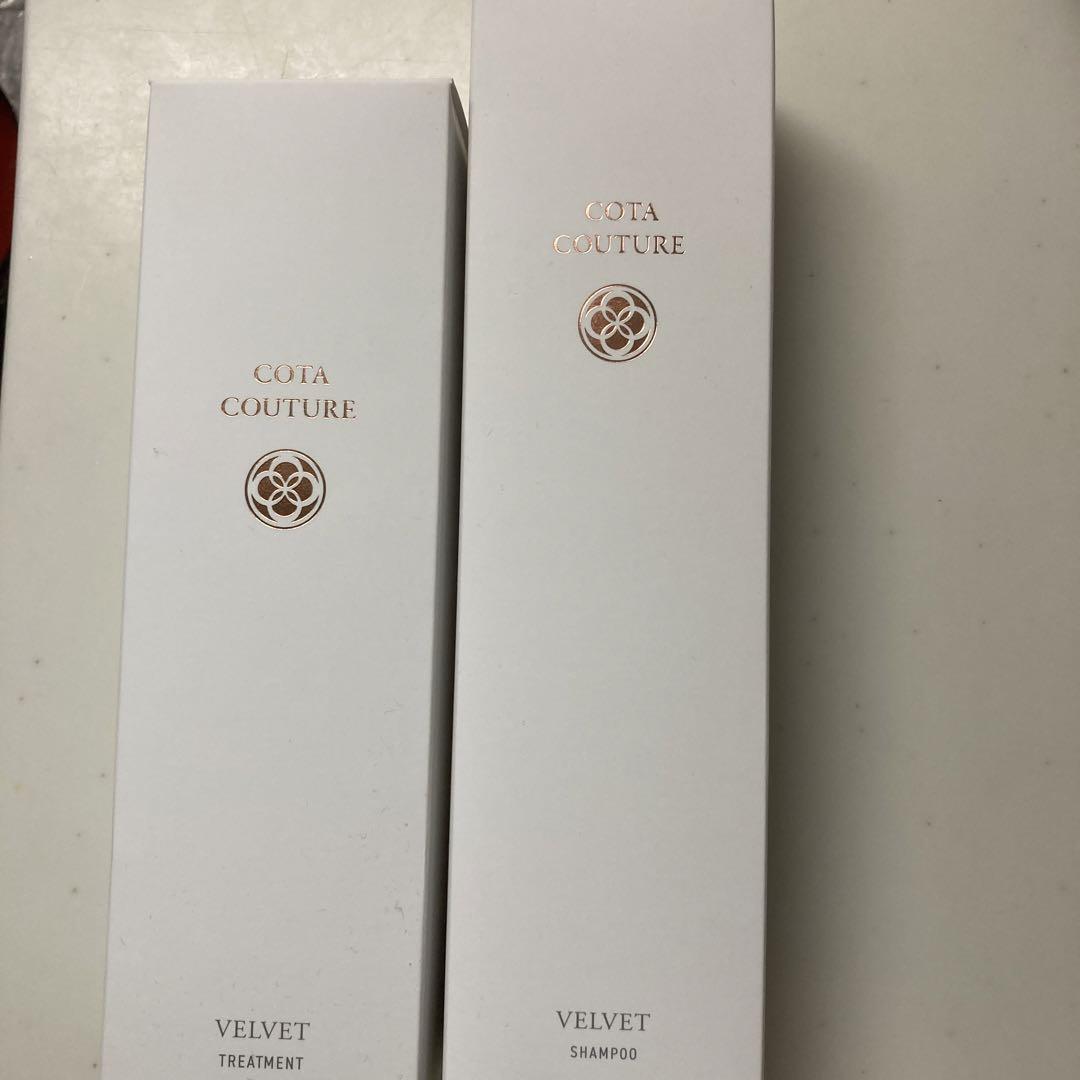 COTA
COUTURE
VELVET
TREATMENT
COTA
COUTURE
VELVET
SHAMPOO